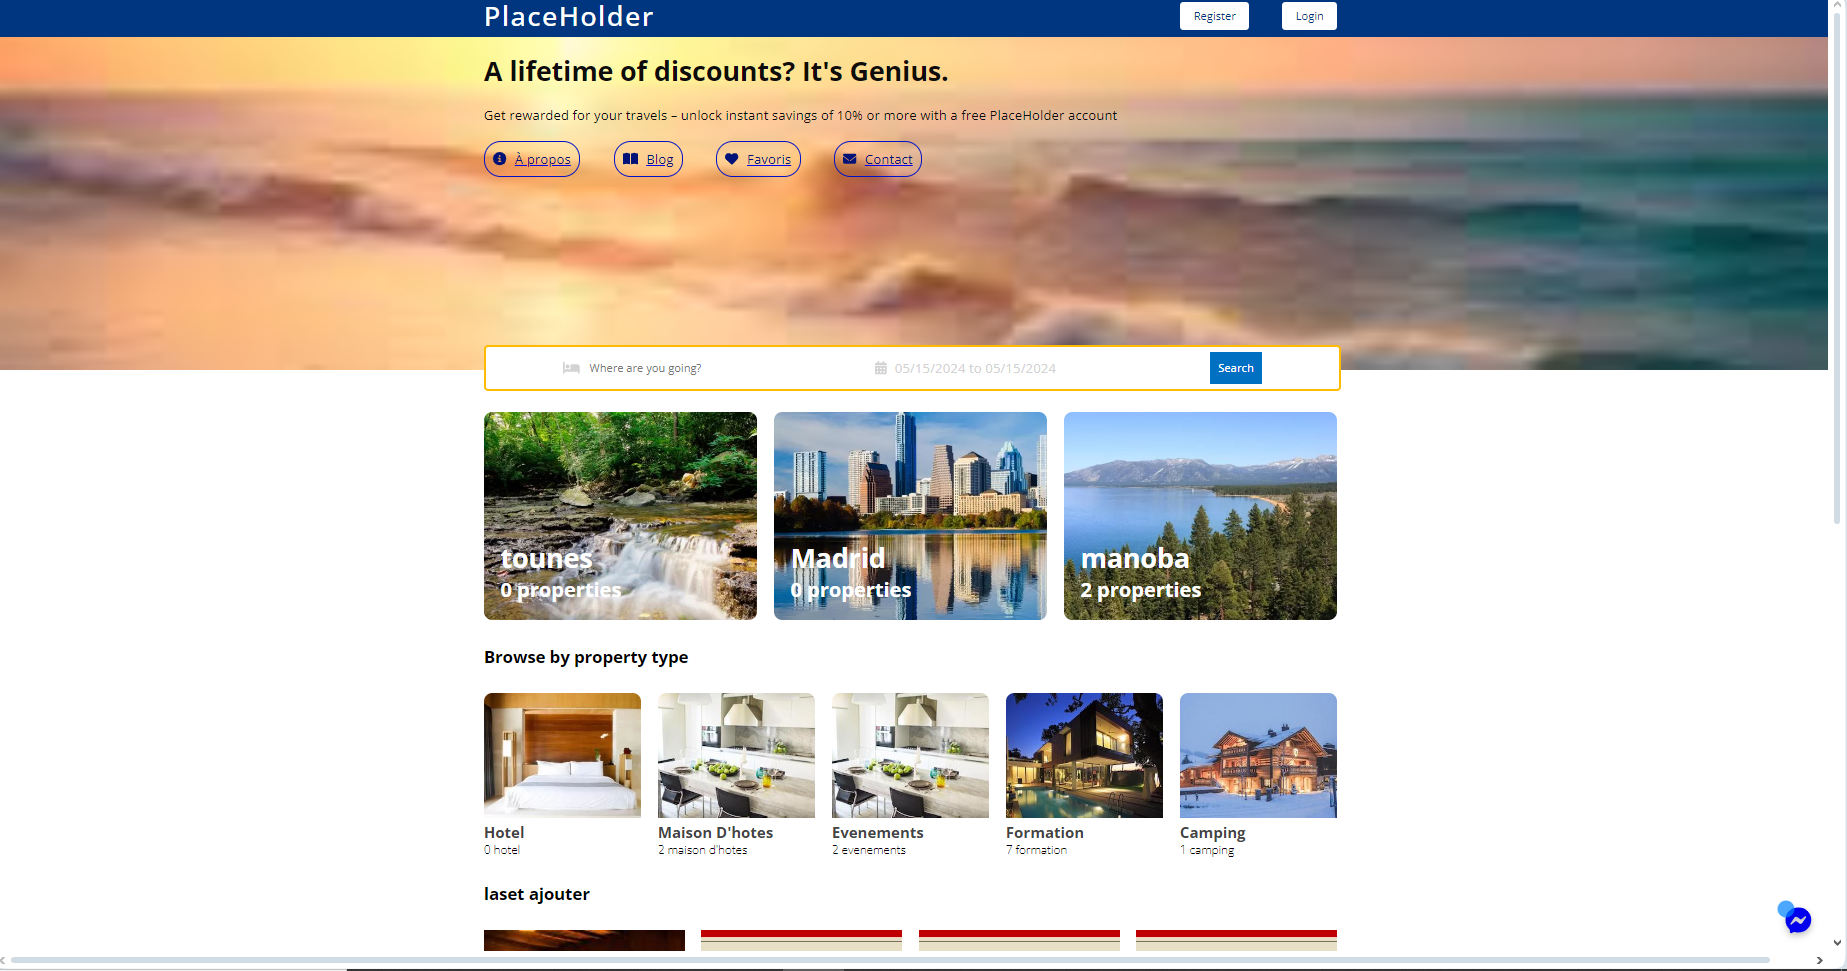 PlaceHolder
Register
Login
A lifetime of discounts? It's Genius.
Get rewarded for your travels – unlock instant savings of 10% or more with a free PlaceHolder account
À propos
Blog
Favoris
Contact
Where are you going?
05/15/2024 to 05/15/2024
Search
tounes
0 properties
Madrid
0 properties
manoba
2 properties
Browse by property type
Hotel
0 hotel
Maison D'hotes
2 maison d'hotes
Evenements
2 evenements
Formation
7 formation
Camping
1 camping
laset ajouter